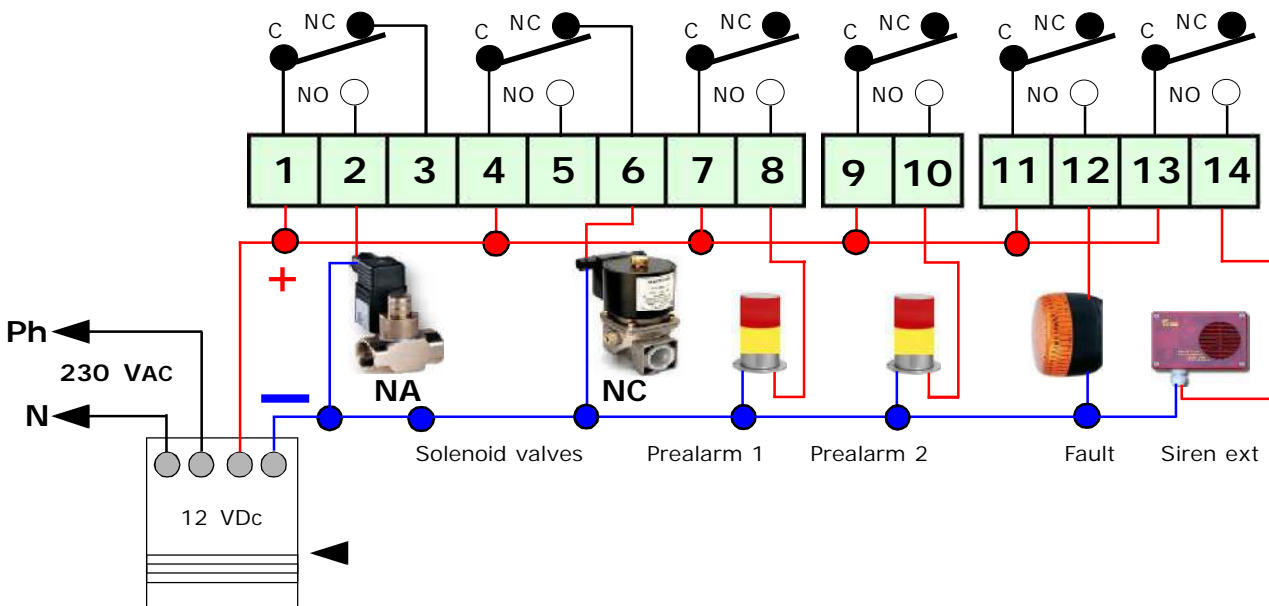 C NC C NC C NC C NC C NC C NC
NO NO NO NO NO NO
1 2 3 4 5 6 7 8 9 10 11 12 13 14
+
Ph
230 VAC
N
NA NC
Solenoid valves Prealarm 1 Prealarm 2 Fault Siren ext
12 VDc